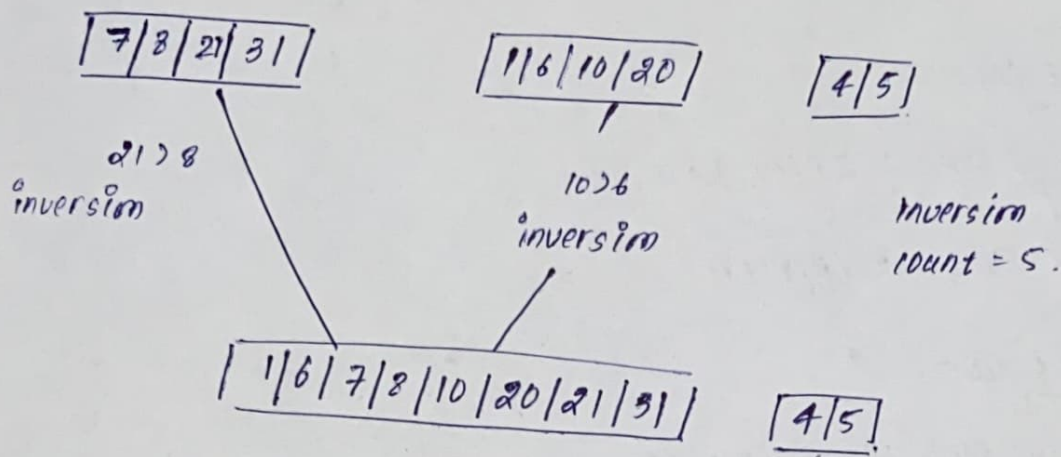 |7|8|21|31|
|1|6|10|20|
|4|5|
21>8
inversion
10>6
inversion
inversion
count = 5.
|1|6|7|8|10|20|21|31|
|4|5|